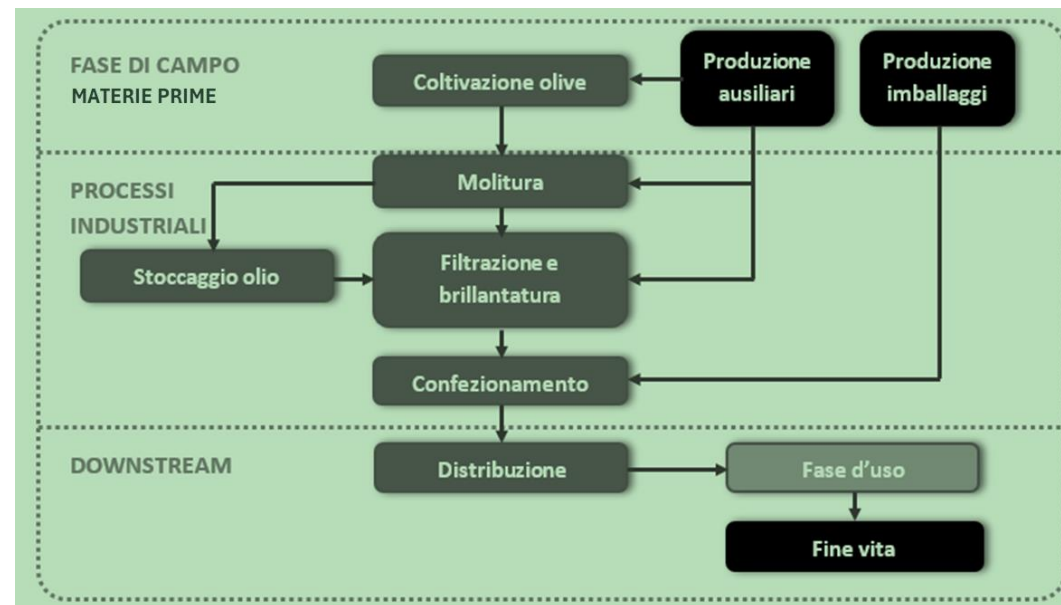 FASE DI CAMPO
MATERIE PRIME
Coltivazione olive
Produzione
ausiliari
Produzione
imballaggi
PROCESSI
INDUSTRIALI
Molitura
Stoccaggio olio
Filtrazione e
brillantatura
Confezionamento
DOWNSTREAM
Distribuzione
Fase d’uso
Fine vita